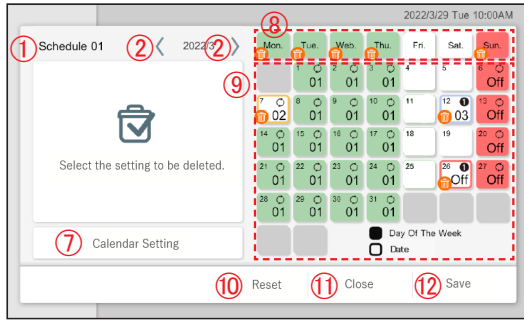 2022/3/29 Tue 10:00AM
① Schedule 01 ② 2022/3 ②
⑧
Mon. Tue. Web. Thu. Fri. Sat. Sun.
⑨
1 01 2 01 3 01 4 5 6 Off
7 02 8 01 9 01 10 01 11 12 ❶ 03 13 Off
14 01 15 01 16 01 17 01 18 19 20 Off
21 01 22 01 23 01 24 01 25 26 ❶ Off 27 Off
28 01 29 01 30 01 31 01
Select the setting to be deleted.
Day Of The Week
Date
⑦ Calendar Setting
⑩ Reset ⑪ Close ⑫ Save